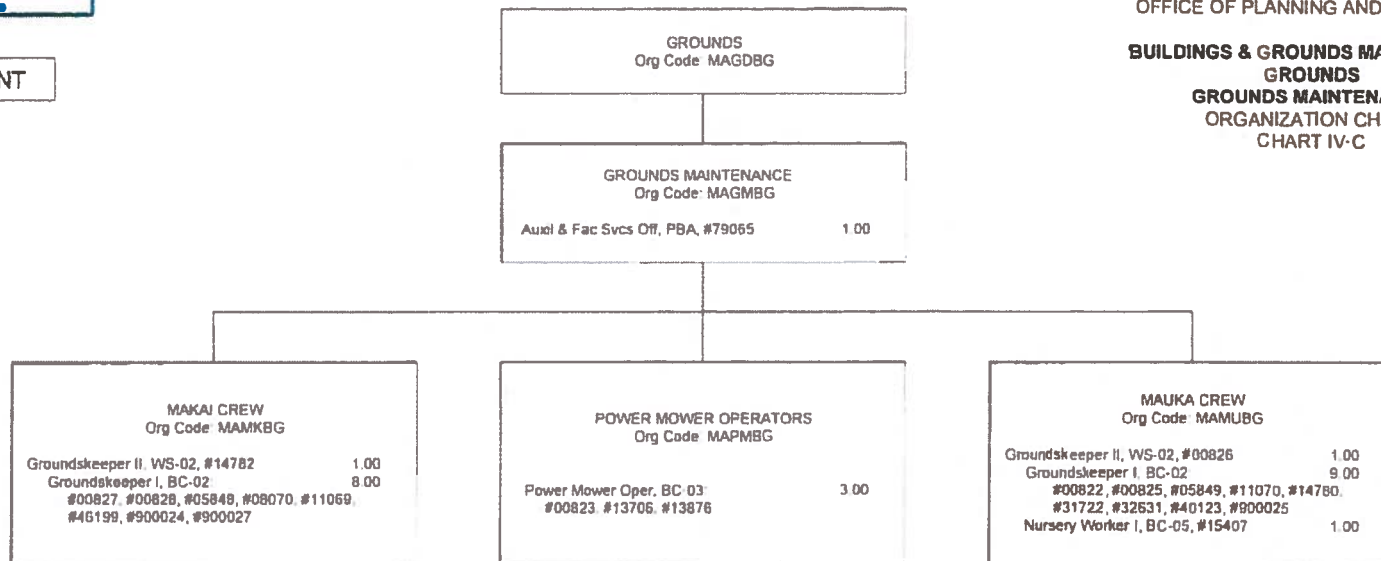 NT
OFFICE OF PLANNING AND
BUILDINGS & GROUNDS MA
GROUNDS
GROUNDS MAINTENA
ORGANIZATION CH
CHART IV-C
GROUNDS
Org Code: MAGDBG
GROUNDS MAINTENANCE
Org Code: MAGMBG
Auxil & Fac Svcs Off, PBA, #79065 1.00
MAKAI CREW
Org Code: MAMKBG
Groundskeeper II, WS-02, #14782 1.00
Groundskeeper I, BC-02: 8.00
#00827, #00828, #05848, #08070, #11069,
#46199, #900024, #900027
POWER MOWER OPERATORS
Org Code: MAPMBG
Power Mower Oper, BC-03: 3.00
#00823, #13706, #13876
MAUKA CREW
Org Code: MAMUBG
Groundskeeper II, WS-02, #00826 1.00
Groundskeeper I, BC-02 9.00
#00822, #00825, #05849, #11070, #14780,
#31722, #32631, #40123, #900025
Nursery Worker I, BC-05, #15407 1.00